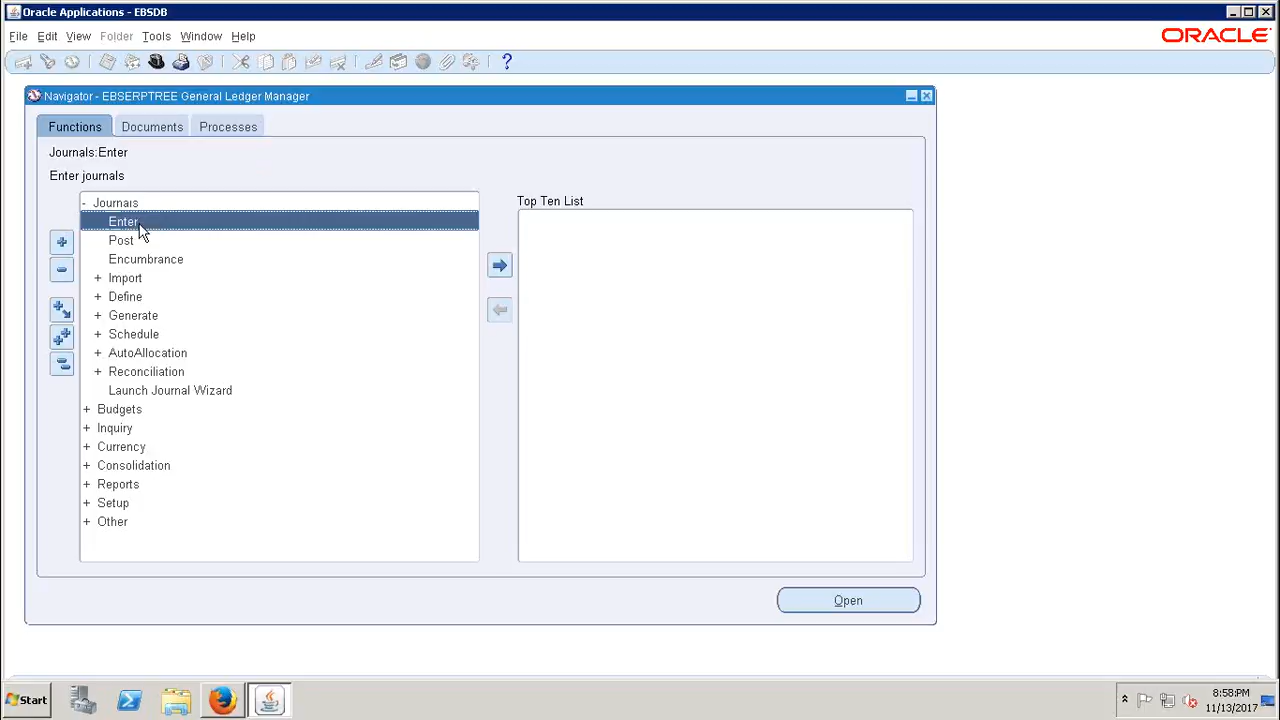 Oracle Applications - EBSDB
File Edit View Folder Tools Window Help
ORACLE
Navigator - EBSERPTREE General Ledger Manager
Functions Documents Processes
Journals:Enter
Enter journals
- Journals
Enter
Post
Encumbrance
+ Import
+ Define
+ Generate
+ Schedule
+ AutoAllocation
+ Reconciliation
Launch Journal Wizard
+ Budgets
+ Inquiry
+ Currency
+ Consolidation
+ Reports
+ Setup
+ Other
Top Ten List
Open
Start
8:58 PM
11/13/2017